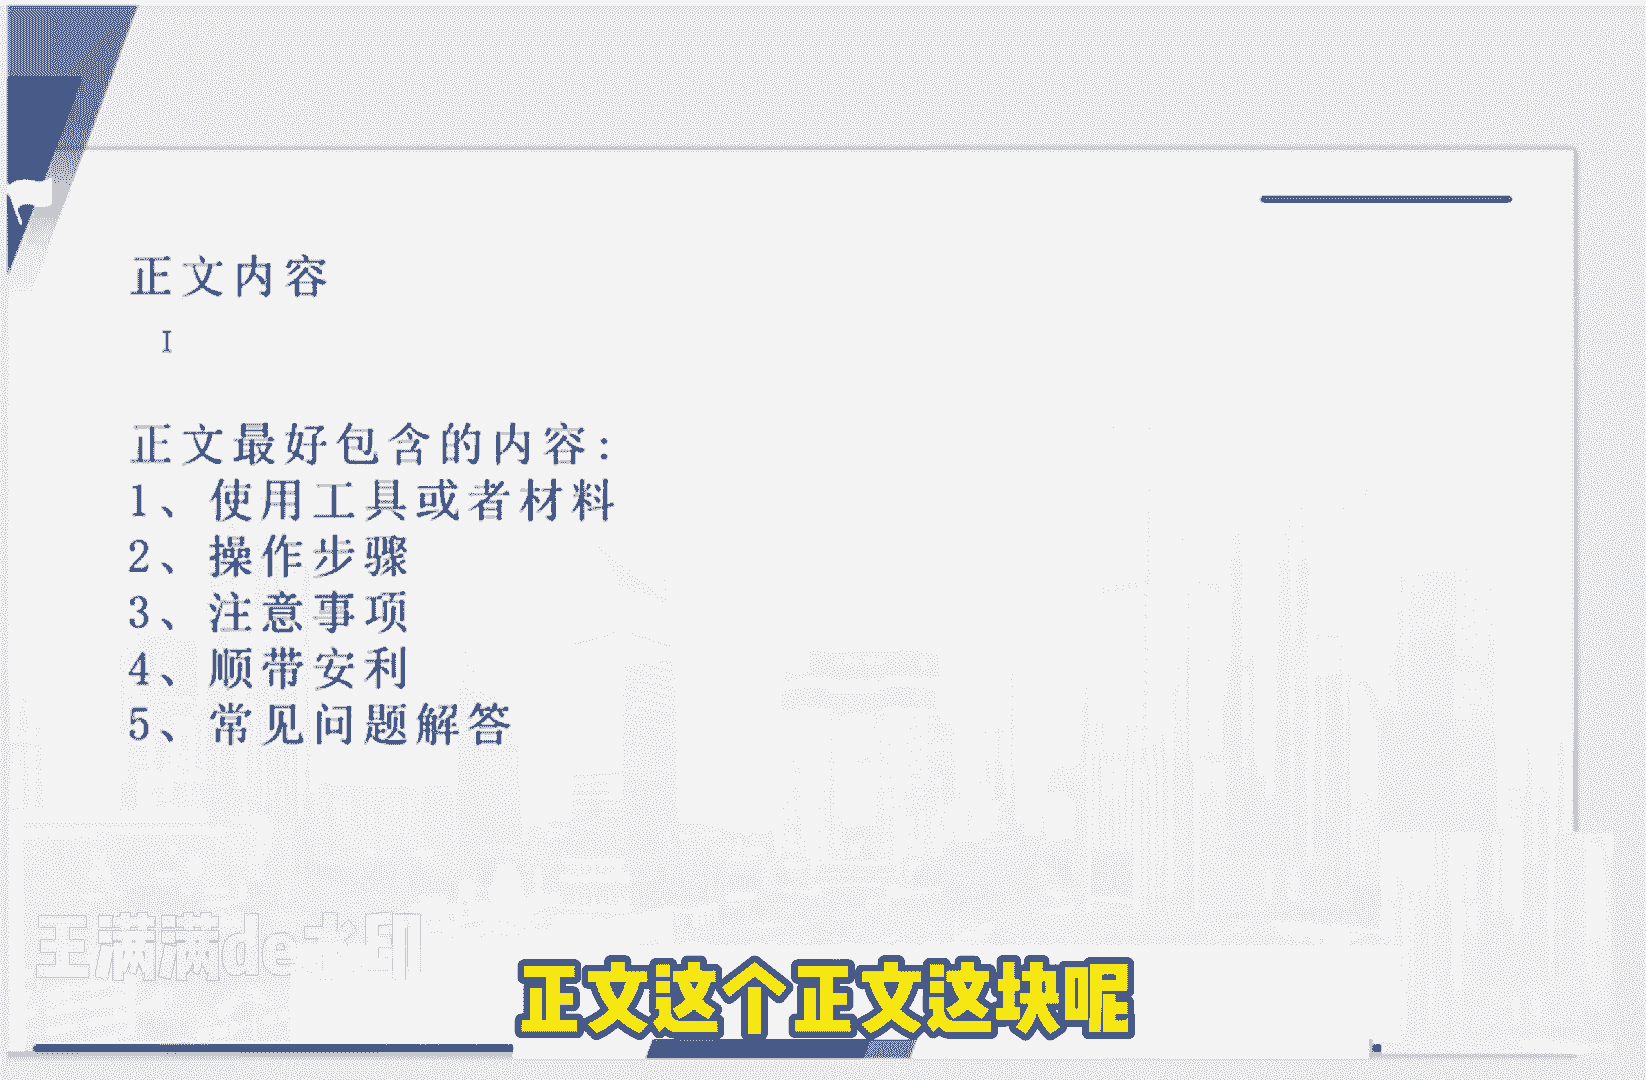 正文内容
正文最好包含的内容：
1、使用工具或者材料
2、操作步骤
3、注意事项
4、顺带安利
5、常见问题解答
王满满de水印
正文这个正文这块呢